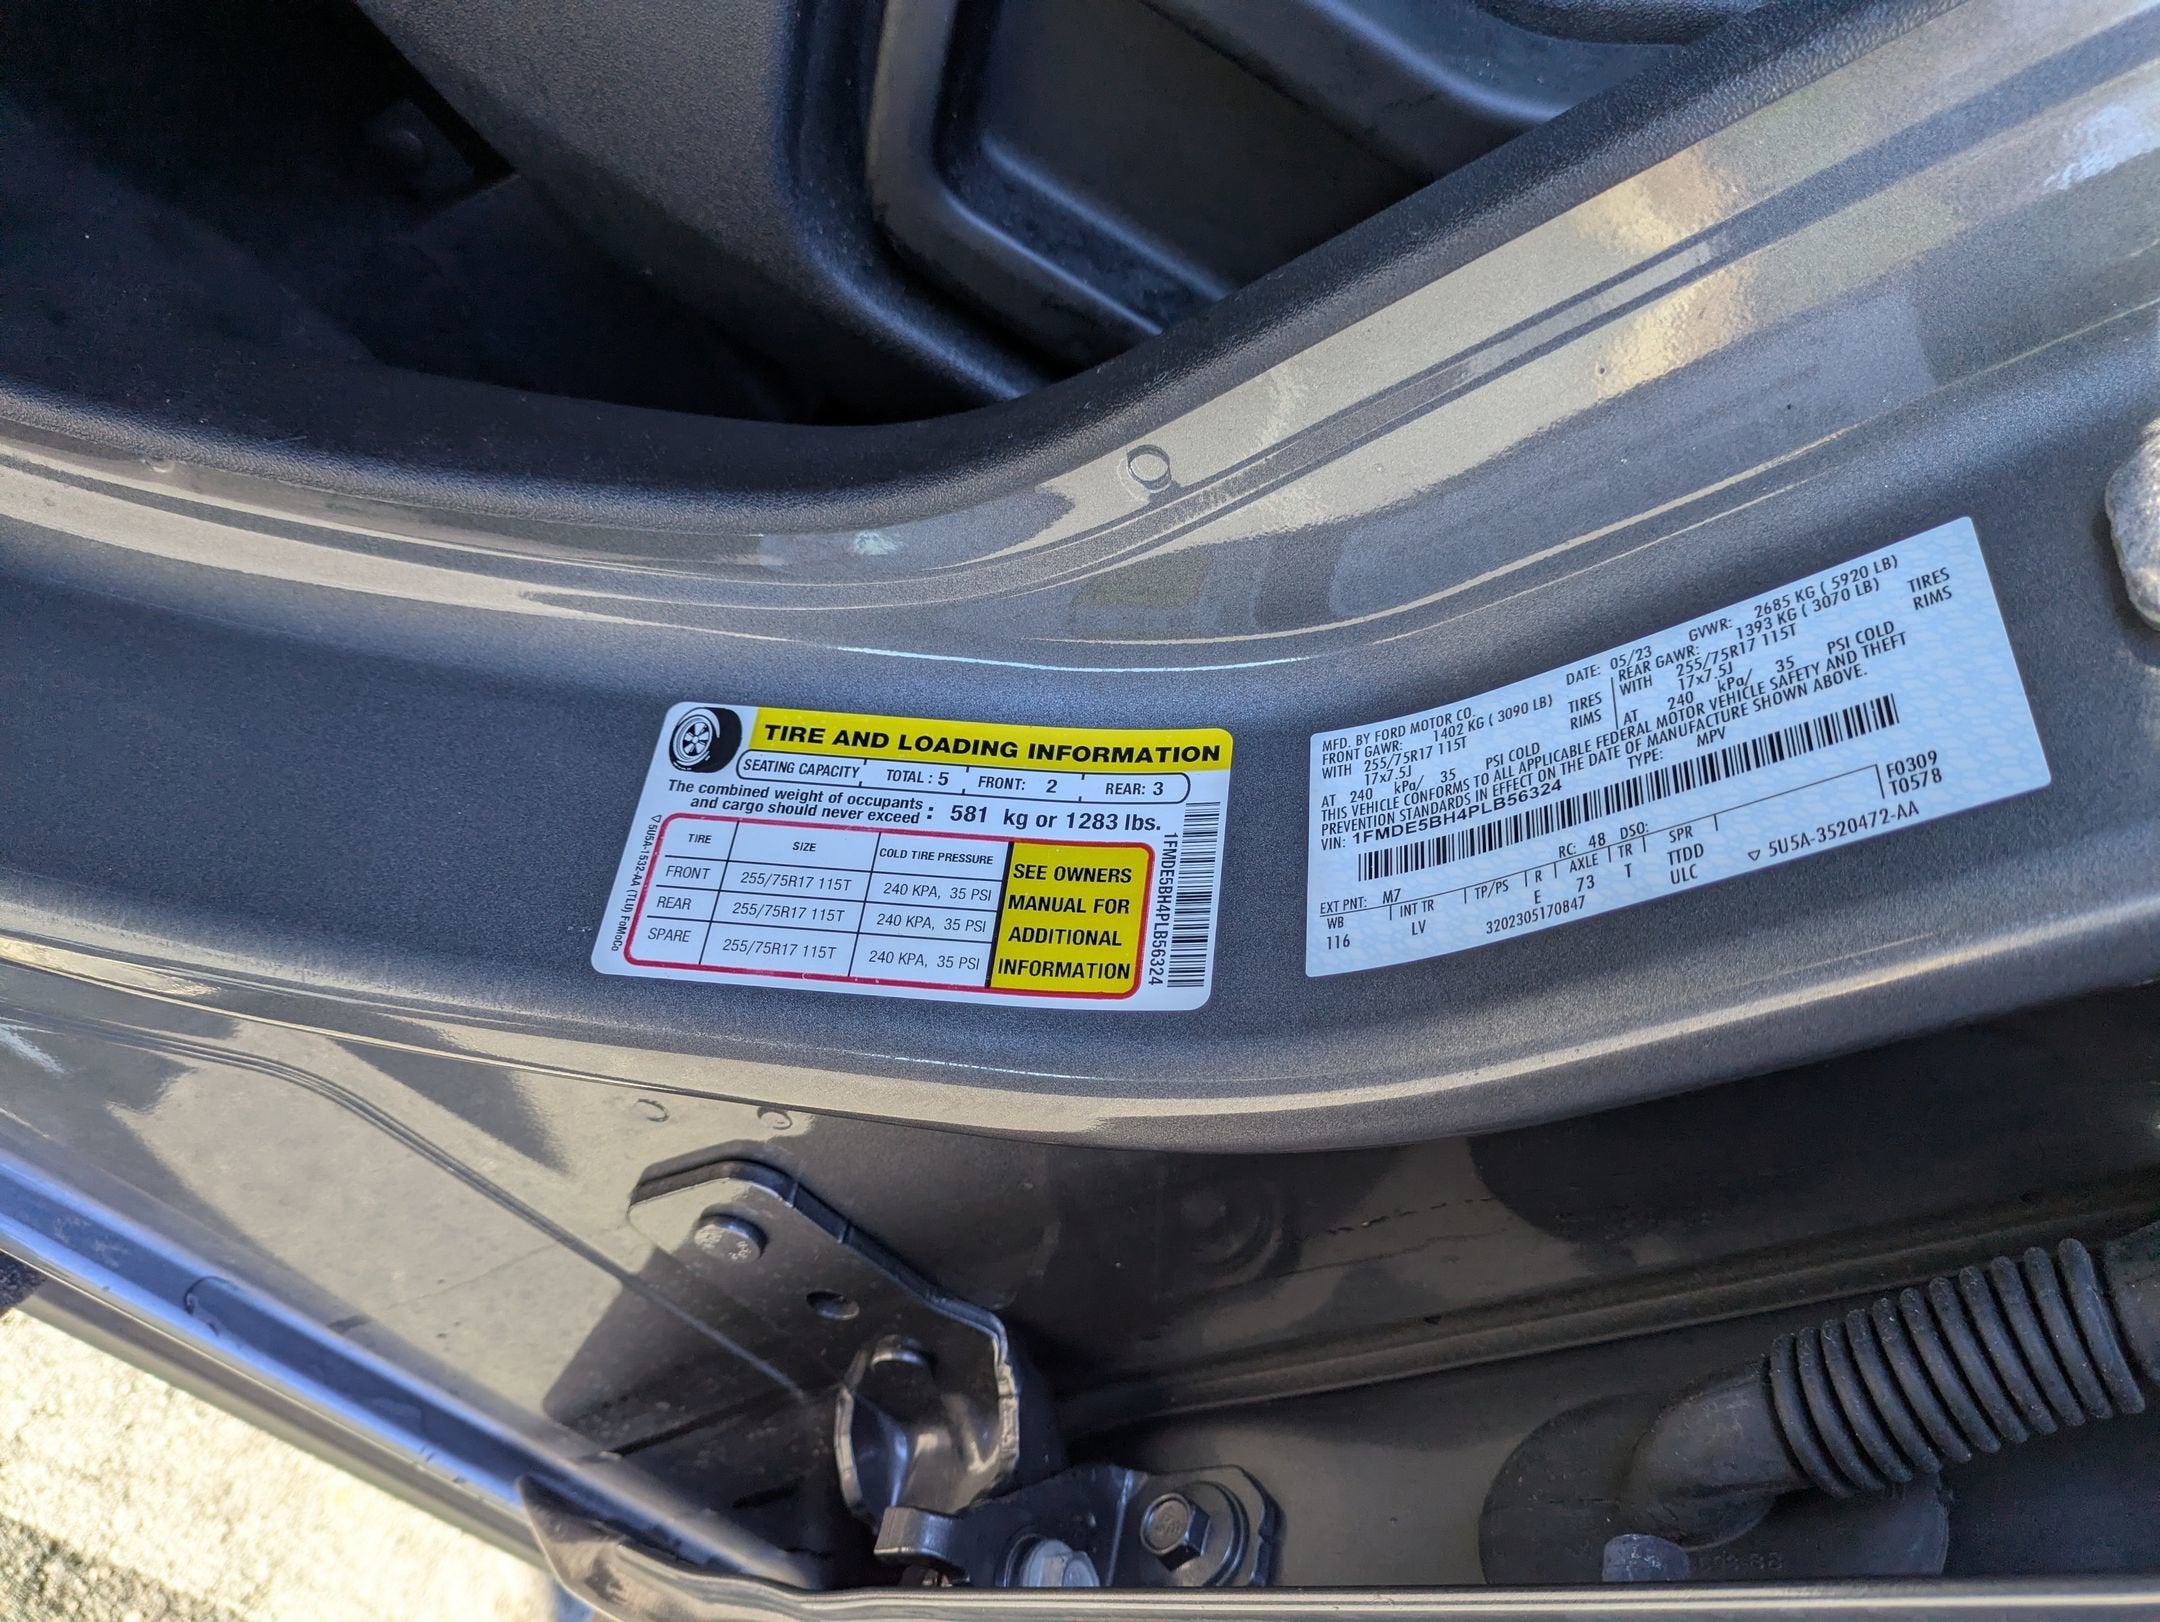 TIRE AND LOADING INFORMATION
SEATING CAPACITY TOTAL : 5 FRONT: 2 REAR: 3
The combined weight of occupants
and cargo should never exceed : 581 kg or 1283 lbs.
TIRE SIZE COLD TIRE PRESSURE
FRONT 255/75R17 115T 240 KPA, 35 PSI
REAR 255/75R17 115T 240 KPA, 35 PSI
SPARE 255/75R17 115T 240 KPA, 35 PSI
SEE OWNERS
MANUAL FOR
ADDITIONAL
INFORMATION
5U5A-1532-AA (TLU) FoMoCo
1FMDE5BH4PLB56324
MFD. BY FORD MOTOR CO. DATE: 05/23 GVWR: 2685 KG ( 5920 LB)
FRONT GAWR: 1402 KG ( 3090 LB) REAR GAWR: 1393 KG ( 3070 LB)
WITH 255/75R17 115T TIRES WITH 255/75R17 115T TIRES
17x7.5J RIMS 17x7.5J RIMS
AT 240 kPa/ 35 PSI COLD AT 240 kPa/ 35 PSI COLD
THIS VEHICLE CONFORMS TO ALL APPLICABLE FEDERAL MOTOR VEHICLE SAFETY AND THEFT
PREVENTION STANDARDS IN EFFECT ON THE DATE OF MANUFACTURE SHOWN ABOVE.
VIN: 1FMDE5BH4PLB56324 TYPE: MPV
F0309
T0578
EXT PNT: M7 RC: 48 DSO:
WB INT TR TP/PS R AXLE TR SPR
116 LV E 73 T TTDD
ULC
3202305170847
5U5A-3520472-AA